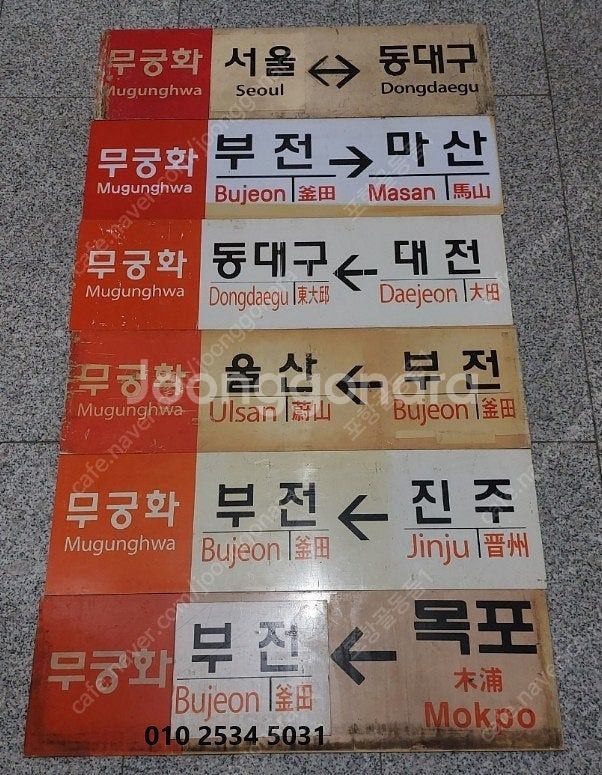 무궁화 서울 ↔ 동대구
Mugunghwa Seoul Dongdaegu
무궁화 부전 → 마산
Mugunghwa Bujeon 釜田 Masan 馬山
무궁화 동대구 ← 대전
Mugunghwa Dongdaegu 東大邱 Daejeon 大田
무궁화 울산 ← 부전
Mugunghwa Ulsan 蔚山 Bujeon 釜田
Joonggonara
무궁화 부전 ← 진주
Mugunghwa Bujeon 釜田 Jinju 晋州
무궁화 부전 ← 목포
Bujeon 釜田 木浦
Mokpo
010 2534 5031